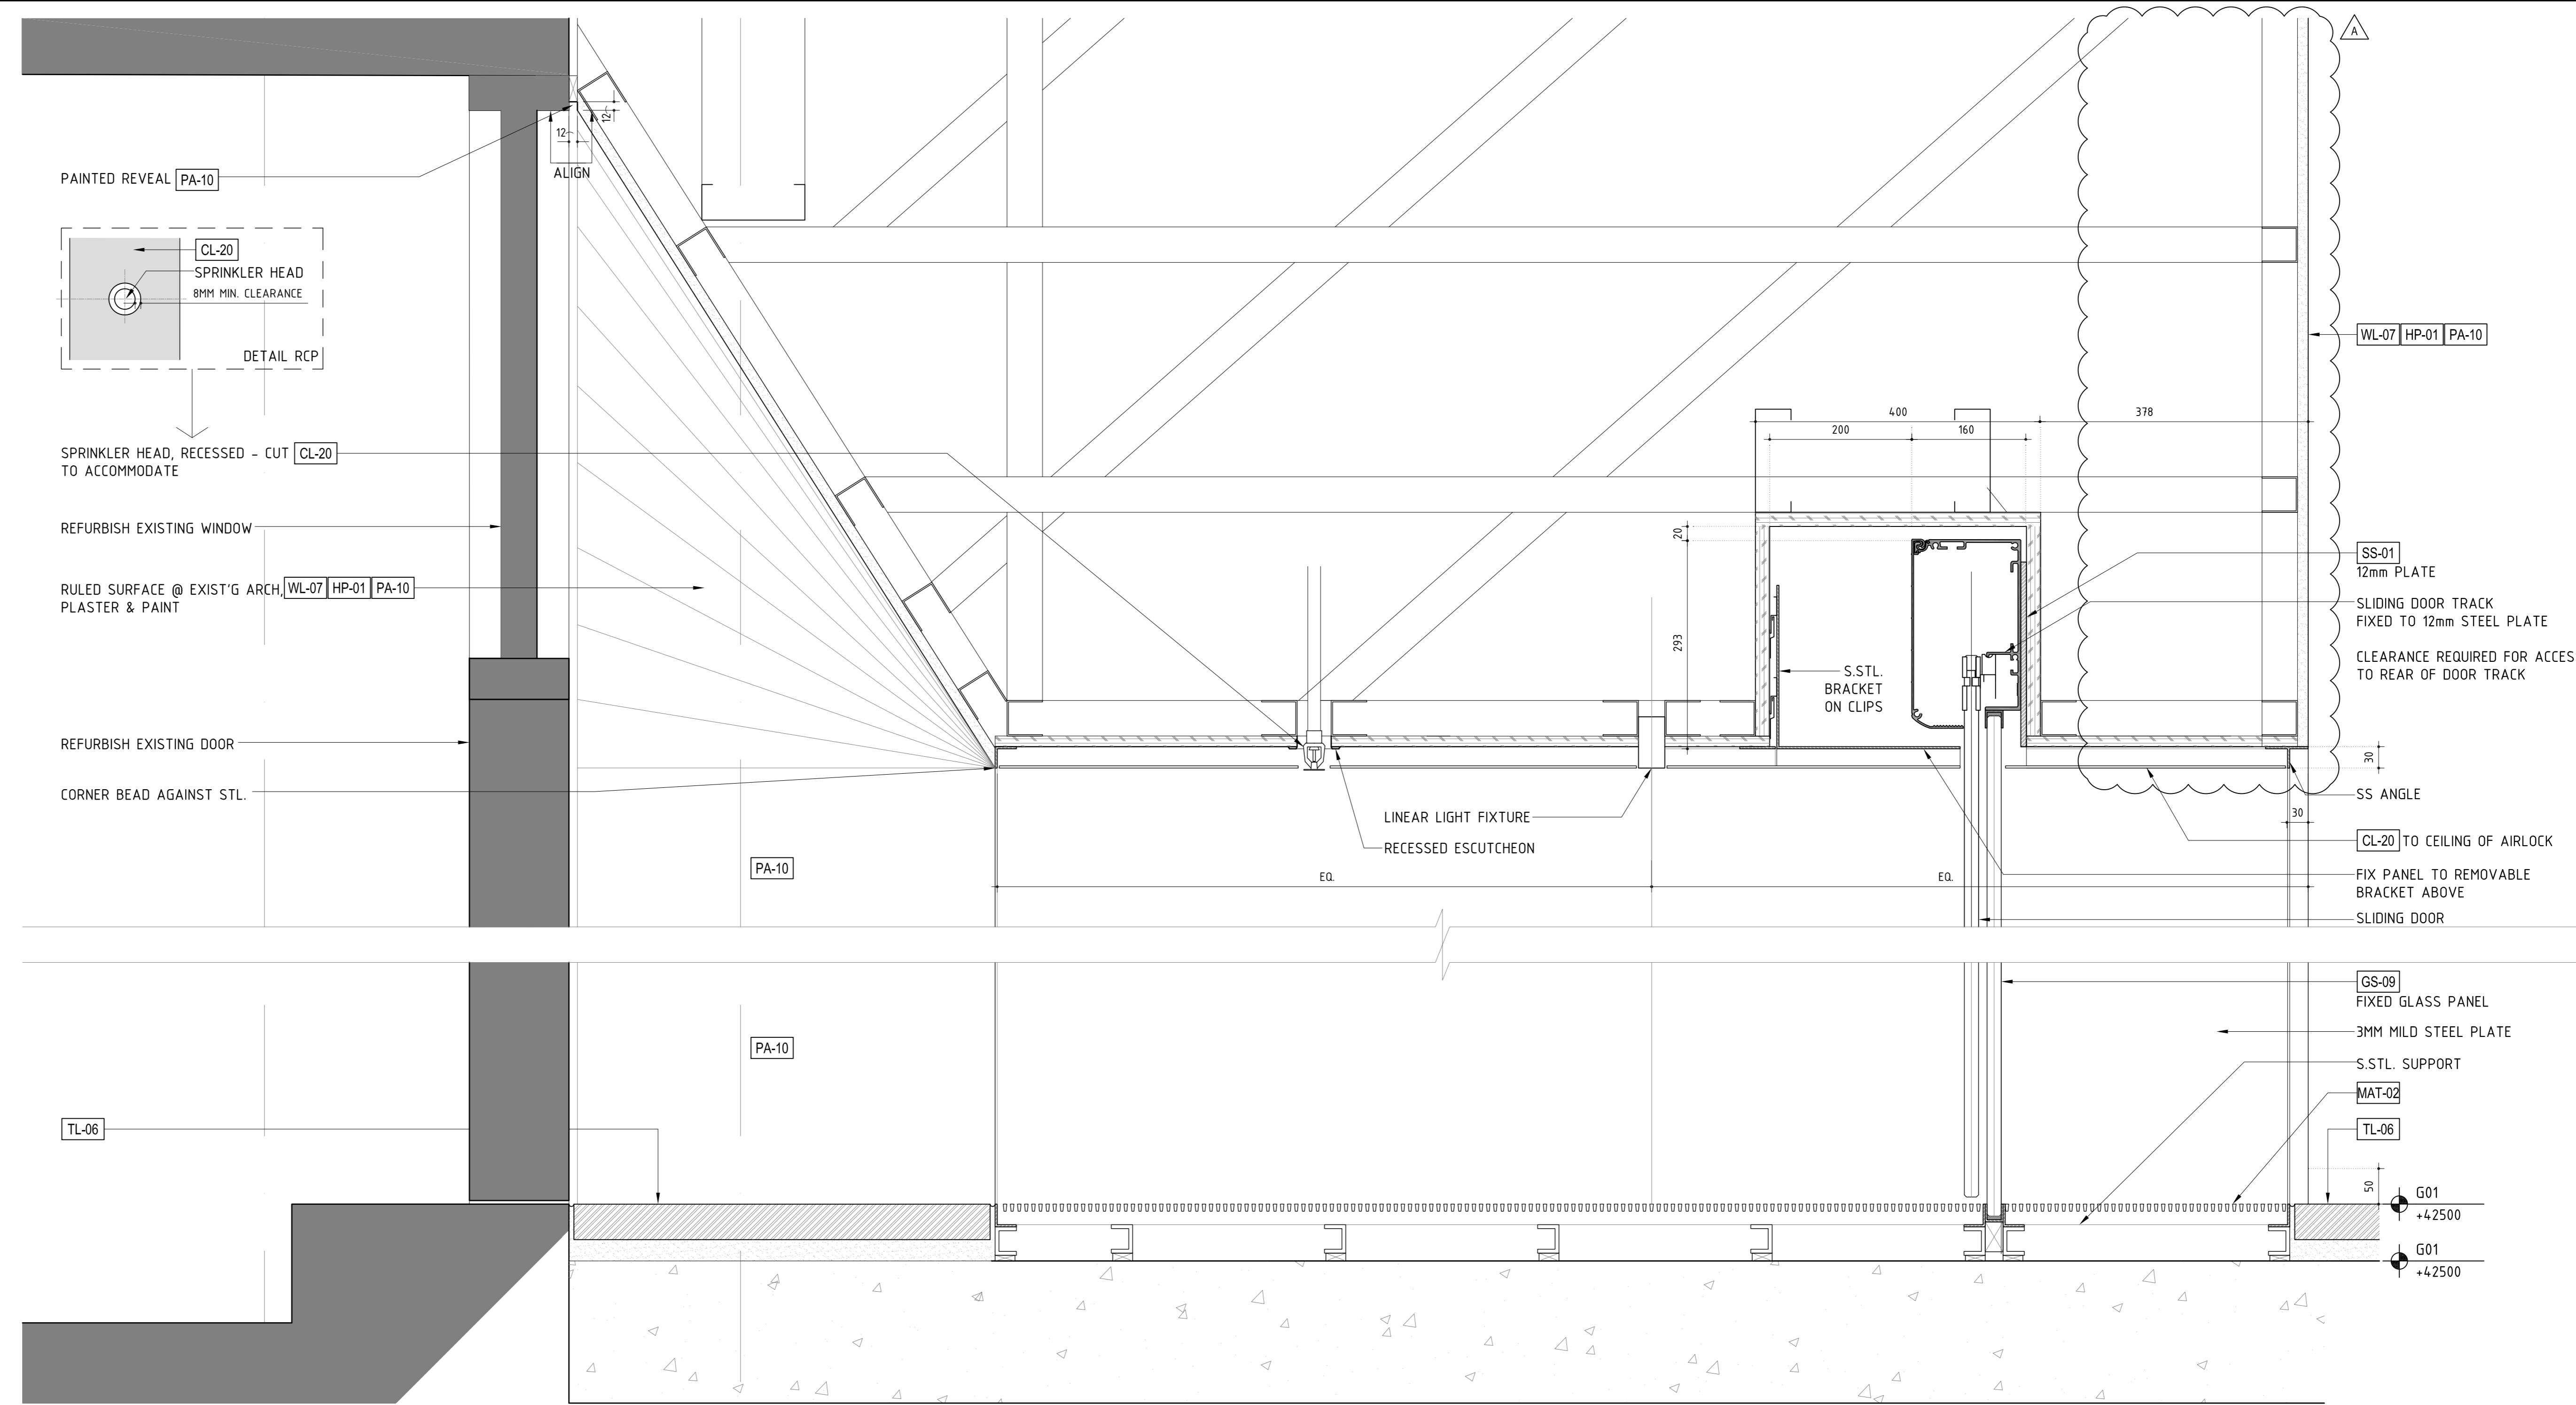 A
12
12
ALIGN
PAINTED REVEAL PA-10
CL-20
SPRINKLER HEAD
8MM MIN. CLEARANCE
DETAIL RCP
SPRINKLER HEAD, RECESSED - CUT CL-20
TO ACCOMMODATE
REFURBISH EXISTING WINDOW
RULED SURFACE @ EXIST'G ARCH, WL-07 HP-01 PA-10
PLASTER & PAINT
REFURBISH EXISTING DOOR
CORNER BEAD AGAINST STL.
PA-10
PA-10
TL-06
400
378
200
160
20
293
S.STL.
BRACKET
ON CLIPS
LINEAR LIGHT FIXTURE
RECESSED ESCUTCHEON
EQ.
EQ.
WL-07 HP-01 PA-10
SS-01
12mm PLATE
SLIDING DOOR TRACK
FIXED TO 12mm STEEL PLATE
CLEARANCE REQUIRED FOR ACCES
TO REAR OF DOOR TRACK
30
SS ANGLE
30
CL-20 TO CEILING OF AIRLOCK
FIX PANEL TO REMOVABLE
BRACKET ABOVE
SLIDING DOOR
GS-09
FIXED GLASS PANEL
3MM MILD STEEL PLATE
S.STL. SUPPORT
MAT-02
TL-06
50
G01
+42500
G01
+42500